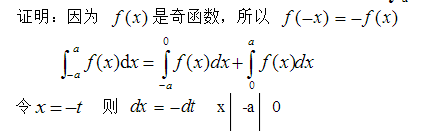 证明：因为 f(x) 是奇函数，所以 f(−x) = −f(x)
∫_{-a}^{a} f(x)dx = ∫_{-a}^{0} f(x)dx + ∫_{0}^{a} f(x)dx
令 x = −t 则 dx = −dt x | -a | 0